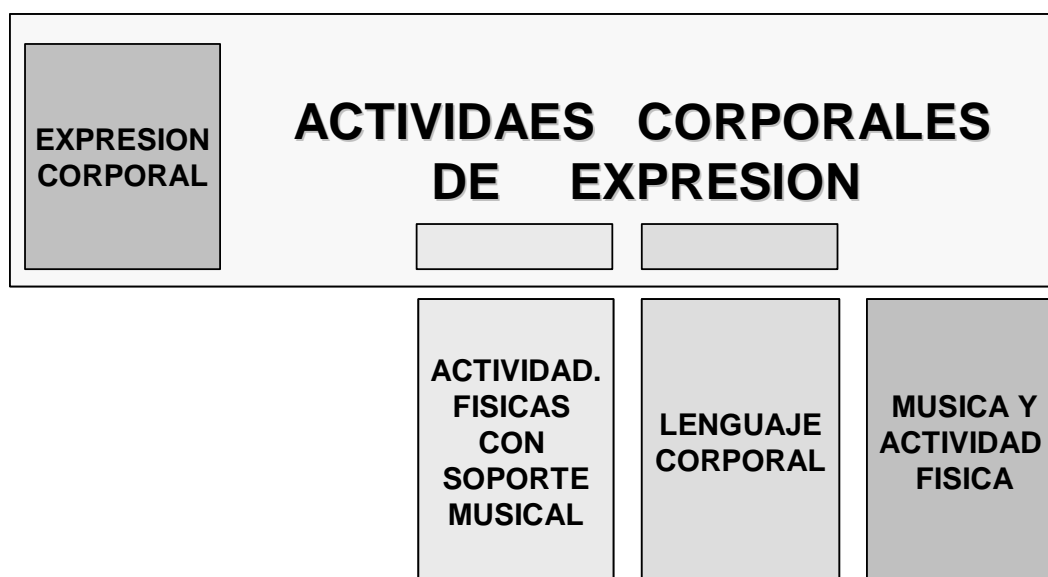 EXPRESION
CORPORAL
ACTIVIDAES CORPORALES
DE EXPRESION
ACTIVIDAD.
FISICAS
CON
SOPORTE
MUSICAL
LENGUAJE
CORPORAL
MUSICA Y
ACTIVIDAD
FISICA